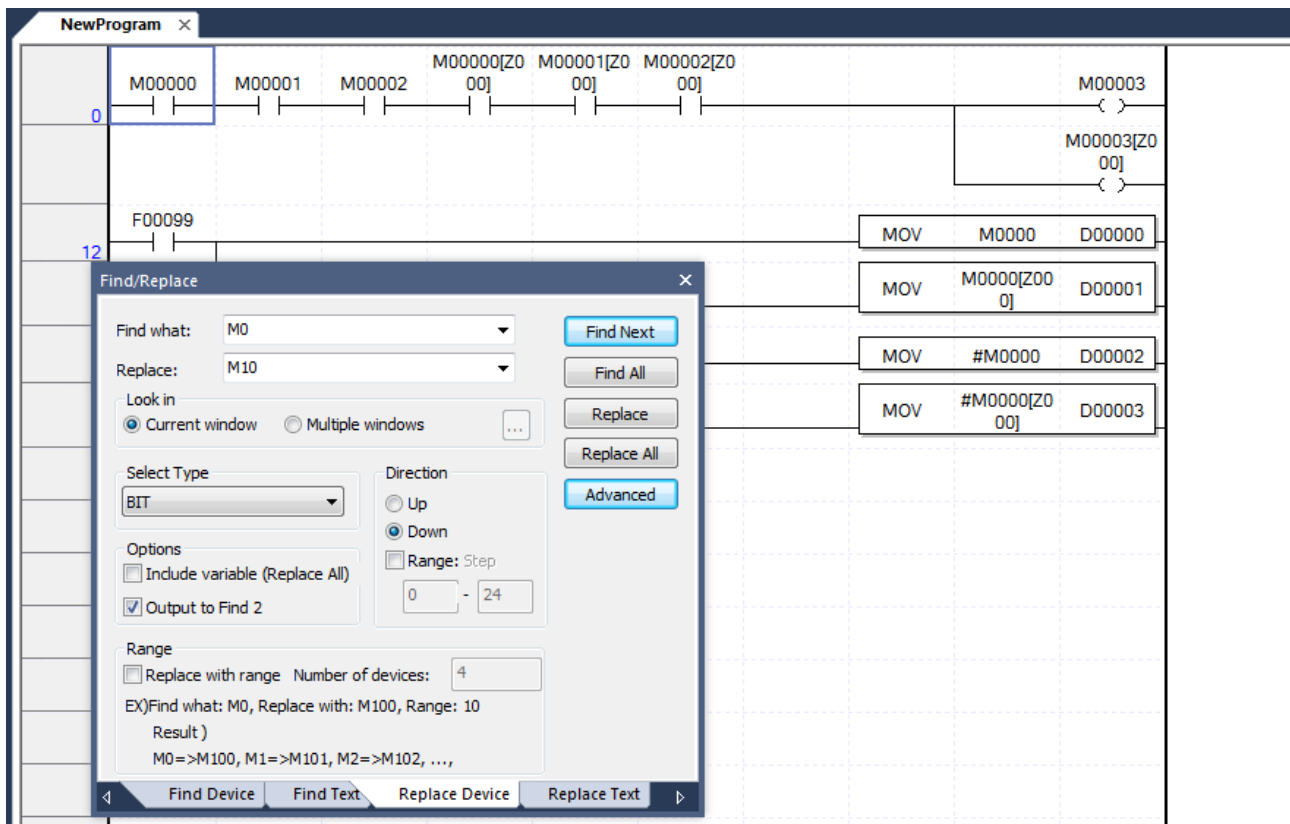 NewProgram ×
M00000 M00001 M00002 M00000[Z0 00] M00001[Z0 00] M00002[Z0 00] M00003
0
M00003[Z0 00]
F00099
12
MOV M0000 D00000
MOV M0000[Z00 0] D00001
MOV #M0000 D00002
MOV #M0000[Z0 00] D00003
Find/Replace
Find what: M0
Find Next
Replace: M10
Find All
Look in
Current window Multiple windows ...
Replace
Replace All
Select Type
BIT
Direction
Advanced
Up
Down
Range: Step
0 - 24
Options
Include variable (Replace All)
Output to Find 2
Range
Replace with range Number of devices: 4
EX)Find what: M0, Replace with: M100, Range: 10
Result )
M0=>M100, M1=>M101, M2=>M102, ...,
Find Device Find Text Replace Device Replace Text